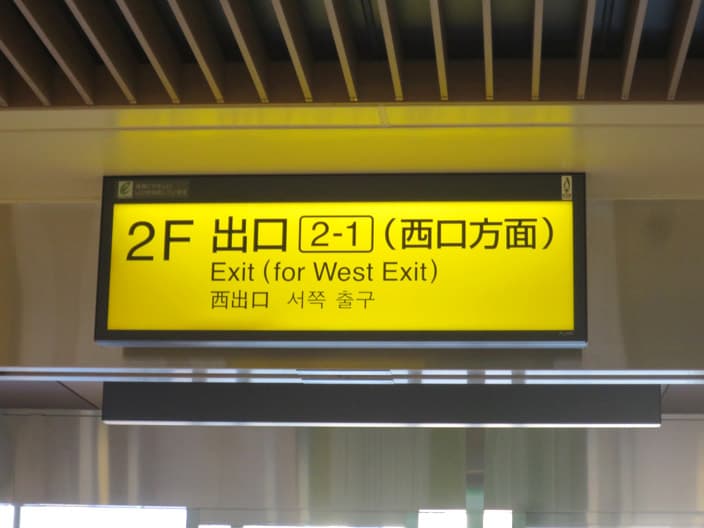 2F 出口 2-1 (西口方面)
Exit (for West Exit)
西出口 서쪽 출구